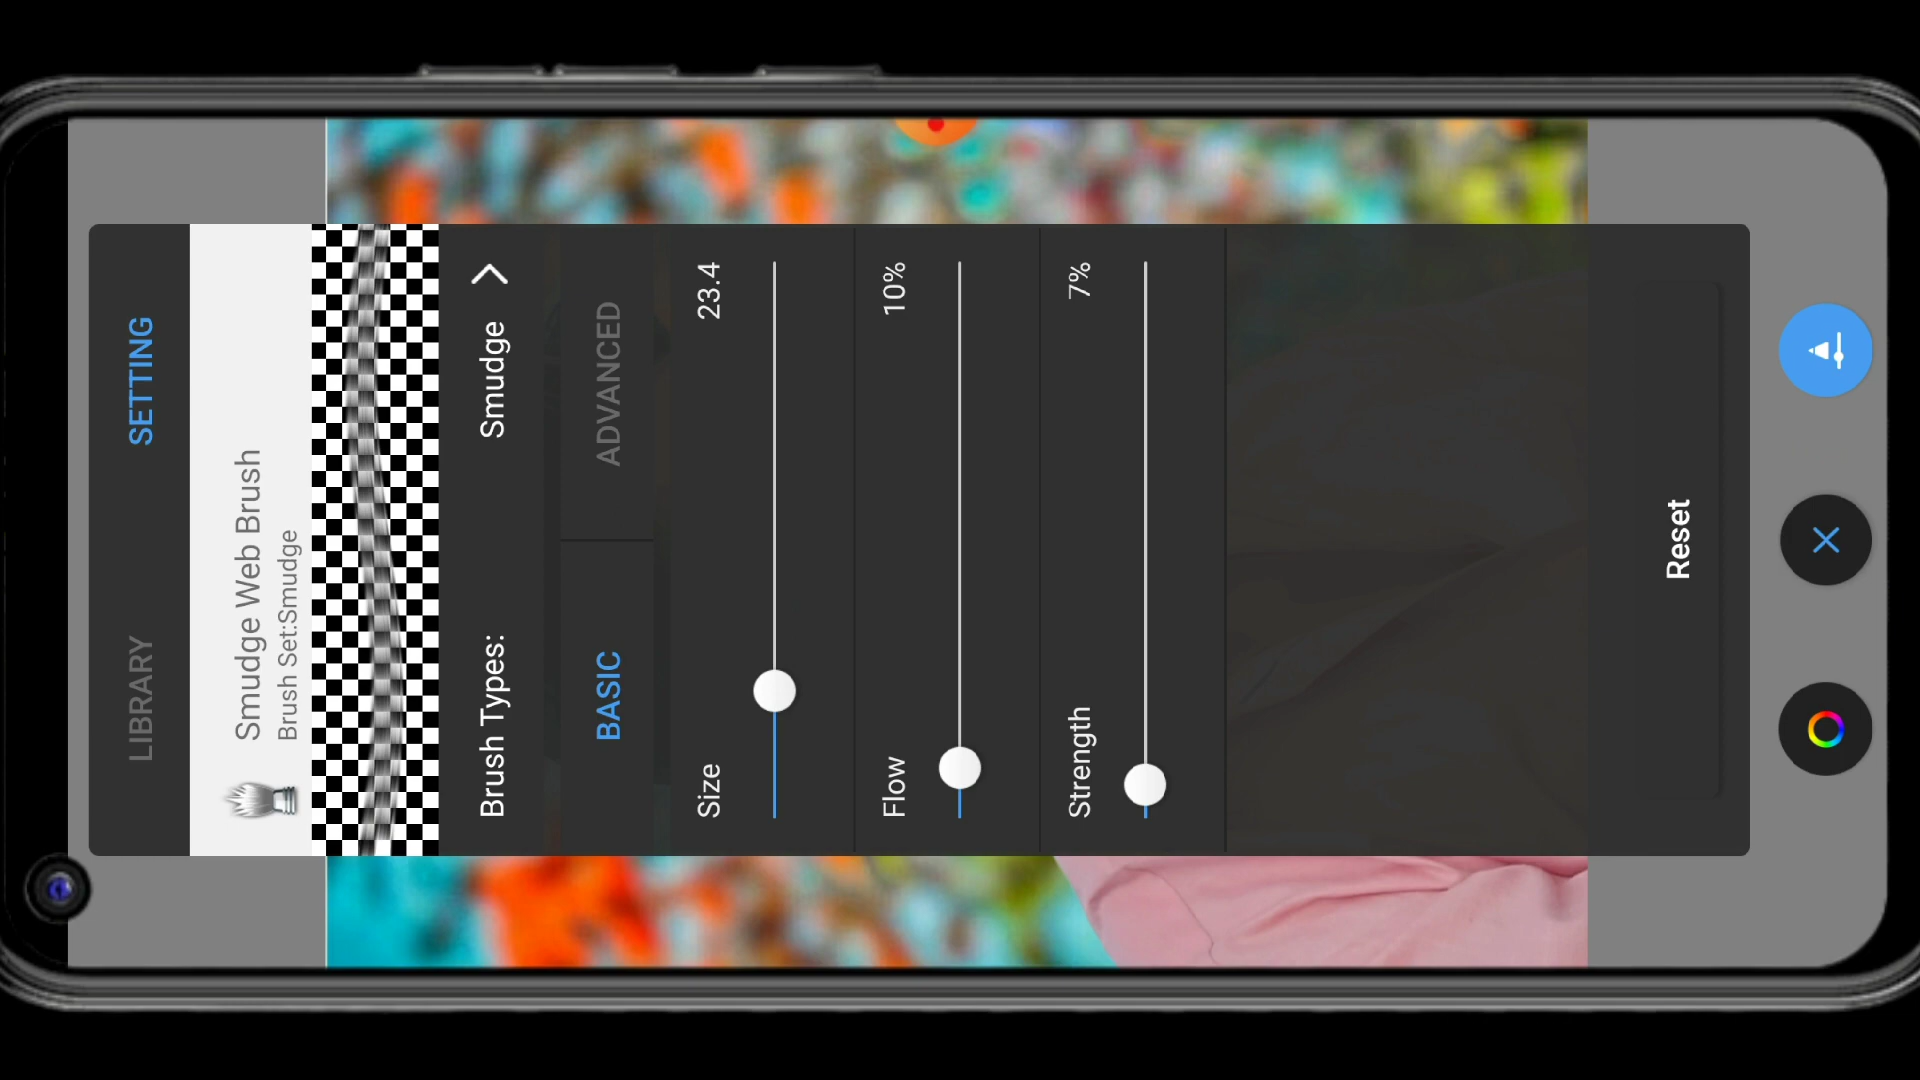 LIBRARY SETTING
Smudge Web Brush
Brush Set:Smudge
Brush Types: Smudge
BASIC ADVANCED
Size 23.4
Flow 10%
Strength 7%
Reset